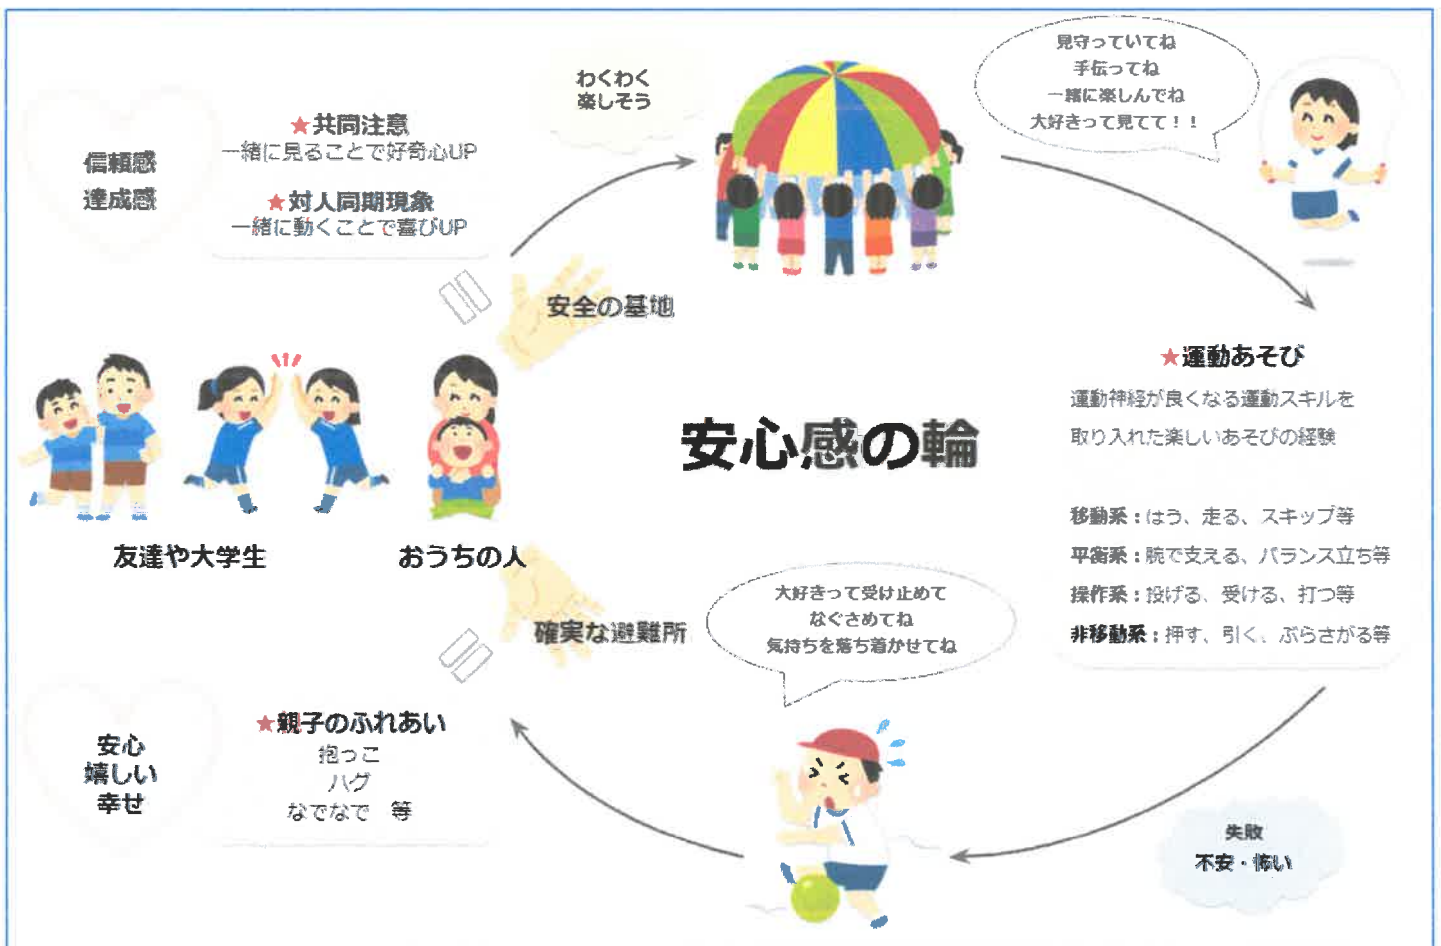 信頼感
達成感
★共同注意
一緒に見ることで好奇心UP
★対人同期現象
一緒に動くことで喜びUP
わくわく
楽しそう
見守っていてね
手伝ってね
一緒に楽しんでね
大好きって見てて！！
安全の基地
安心感の輪
友達や大学生
おうちの人
★運動あそび
運動神経が良くなる運動スキルを
取り入れた楽しいあそびの経験
移動系：はう、走る、スキップ等
平衡系：腕で支える、バランス立ち等
操作系：投げる、受ける、打つ等
非移動系：押す、引く、ぶらさがる等
確実な避難所
大好きって受け止めて
なぐさめてね
気持ちを落ち着かせてね
安心
嬉しい
幸せ
★親子のふれあい
抱っこ
ハグ
なでなで　等
失敗
不安・怖い